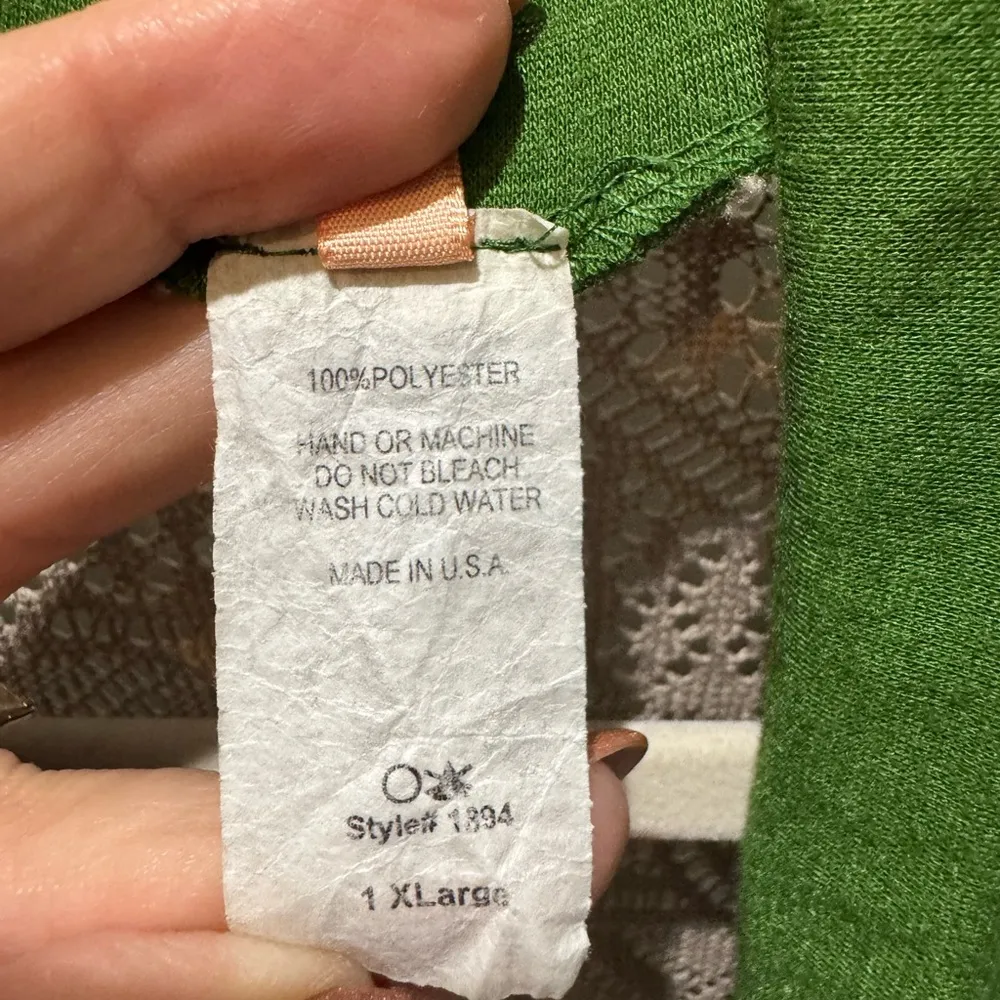 100%POLYESTER
HAND OR MACHINE
DO NOT BLEACH
WASH COLD WATER
MADE IN U.S.A
Style# 1894
1 XLarge